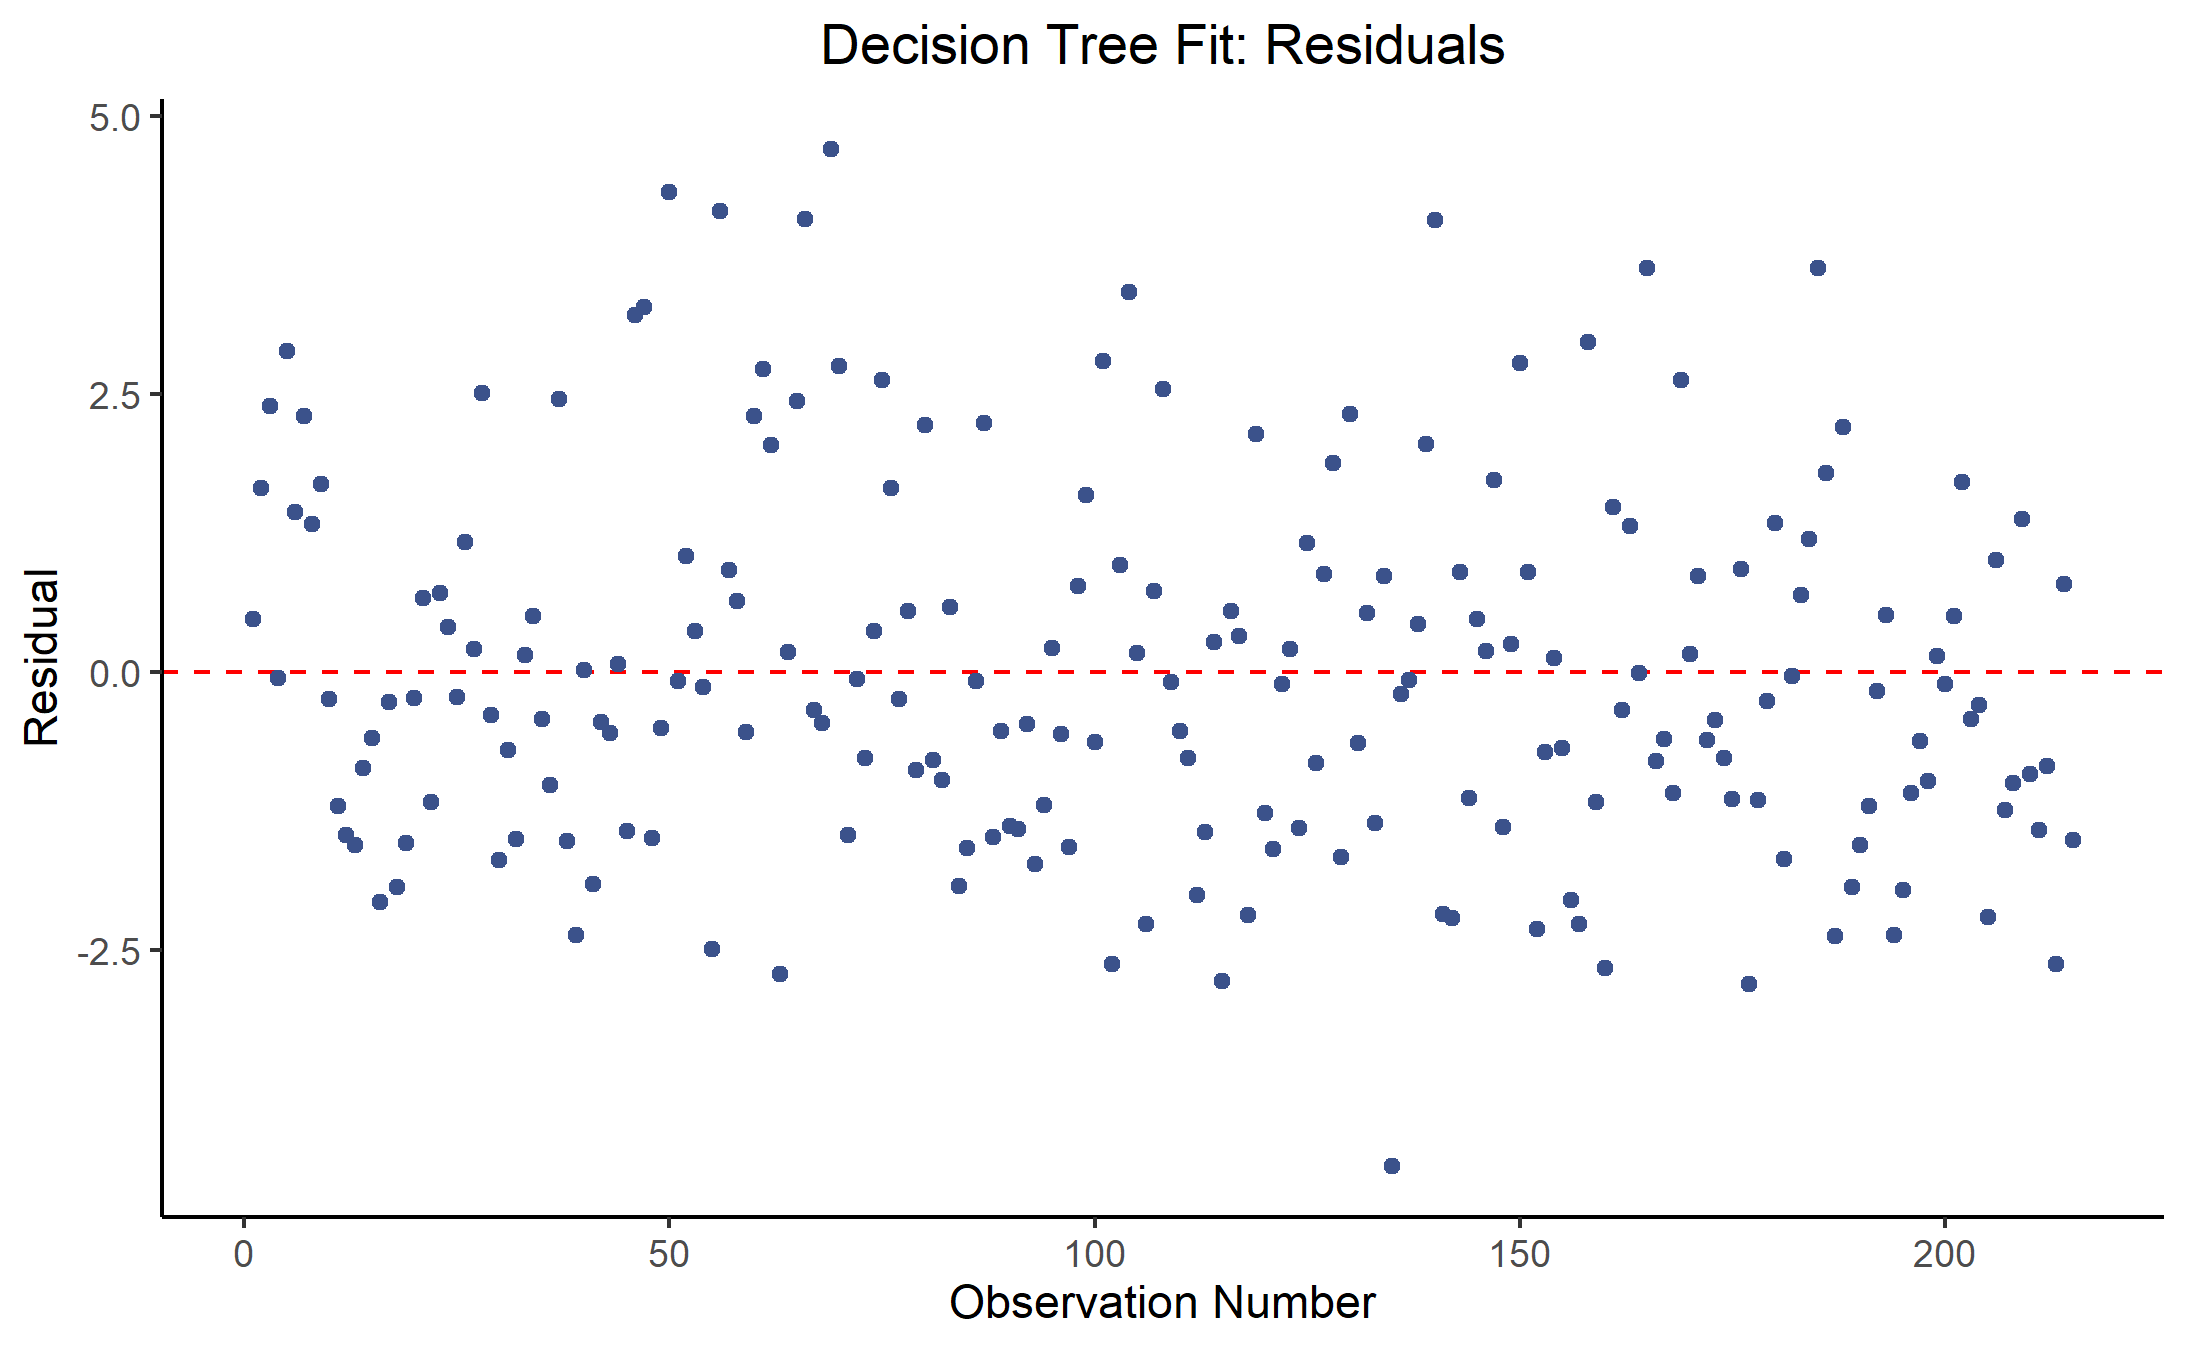 Decision Tree Fit: Residuals
5.0
2.5
0.0
-2.5
Residual
0 50 100 150 200
Observation Number